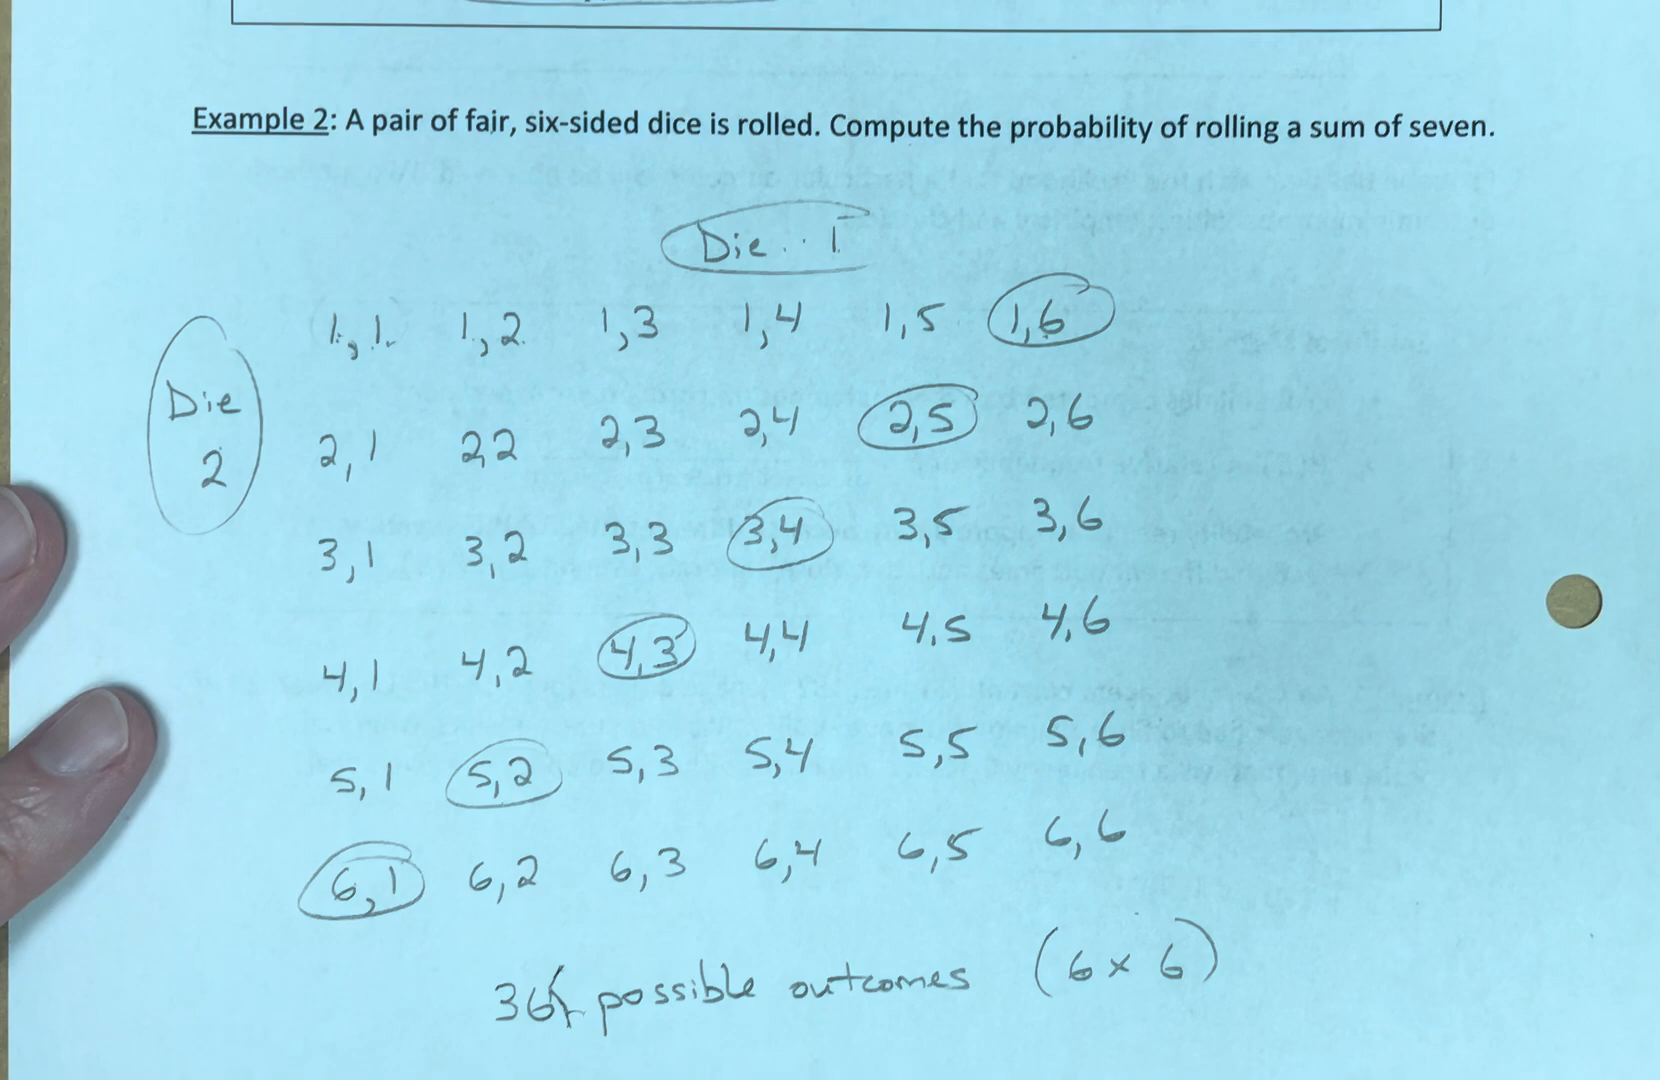 Example 2: A pair of fair, six-sided dice is rolled. Compute the probability of rolling a sum of seven.
Die 1
Die
2
1,1 1,2 1,3 1,4 1,5 1,6
2,1 2,2 2,3 2,4 2,5 2,6
3,1 3,2 3,3 3,4 3,5 3,6
4,1 4,2 4,3 4,4 4,5 4,6
5,1 5,2 5,3 5,4 5,5 5,6
6,1 6,2 6,3 6,4 6,5 6,6
36 possible outcomes (6 x 6)